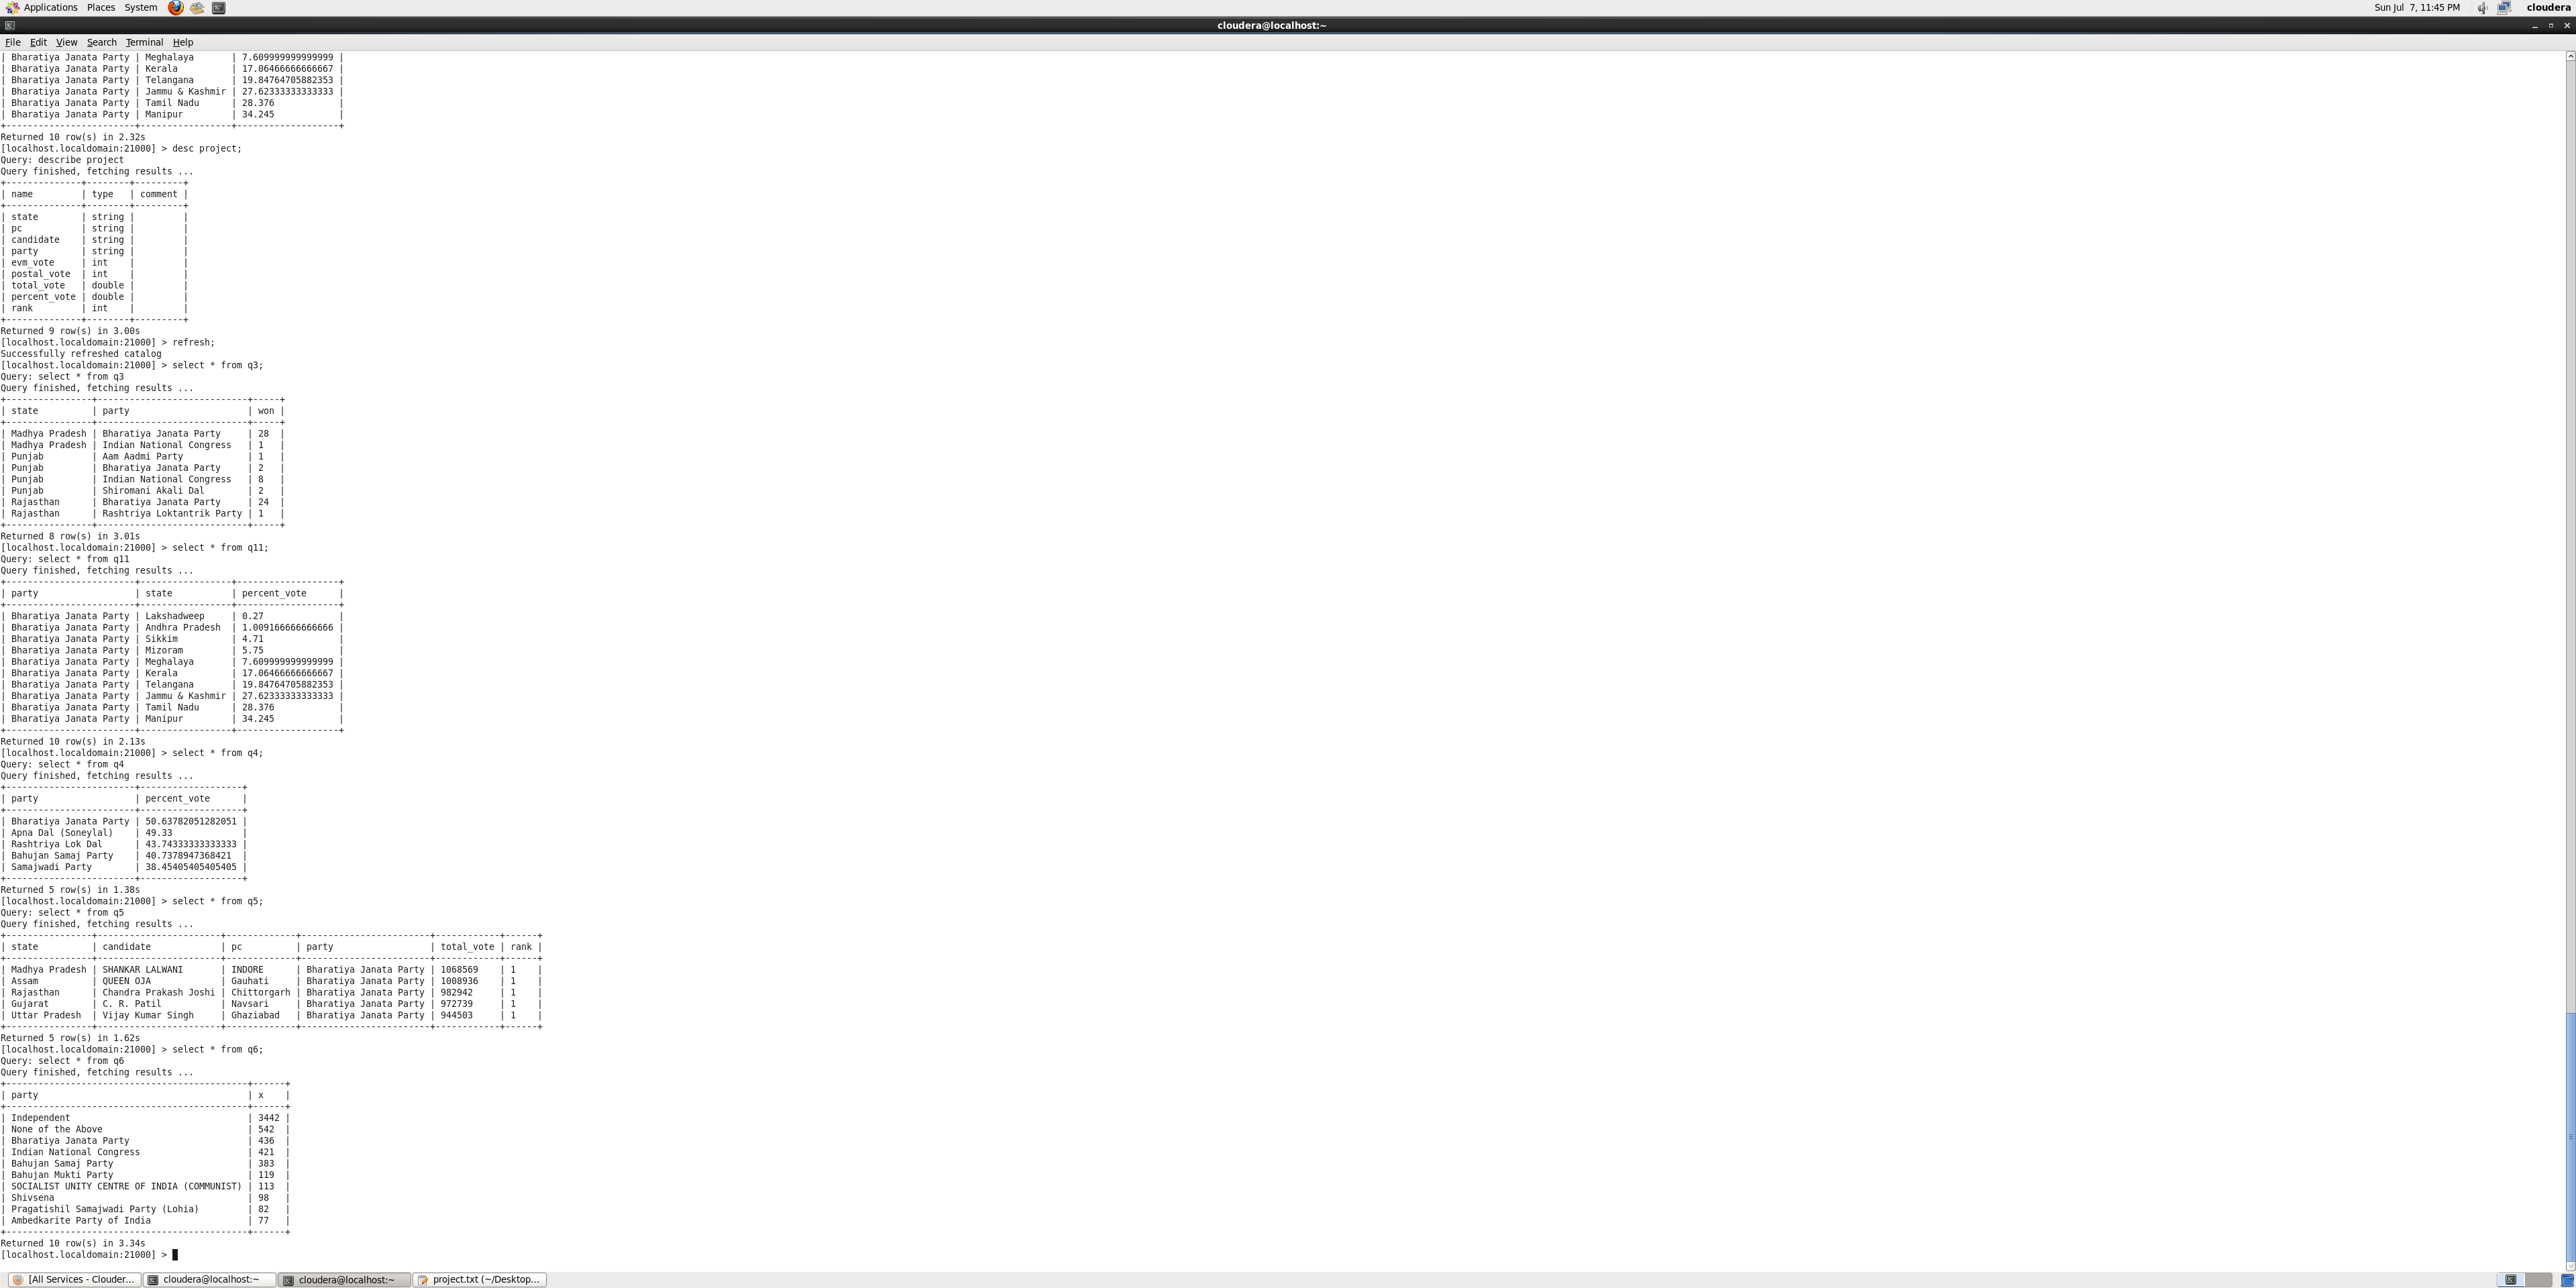 Applications Places System
Sun Jul 7, 11:45 PM cloudera
cloudera@localhost:~
File Edit View Search Terminal Help
| Bharatiya Janata Party | Meghalaya       | 7.609999999999999 |
| Bharatiya Janata Party | Kerala          | 17.06466666666667 |
| Bharatiya Janata Party | Telangana       | 19.84764705882353 |
| Bharatiya Janata Party | Jammu & Kashmir | 27.62333333333333 |
| Bharatiya Janata Party | Tamil Nadu      | 28.376            |
| Bharatiya Janata Party | Manipur         | 34.245            |
+------------------------+-----------------+-------------------+
Returned 10 row(s) in 2.32s
[localhost.localdomain:21000] > desc project;
Query: describe project
Query finished, fetching results ...
+--------------+--------+---------+
| name         | type   | comment |
+--------------+--------+---------+
| state        | string |         |
| pc           | string |         |
| candidate    | string |         |
| party        | string |         |
| evm_vote     | int    |         |
| postal_vote  | int    |         |
| total_vote   | double |         |
| percent_vote | double |         |
| rank         | int    |         |
+--------------+--------+---------+
Returned 9 row(s) in 3.00s
[localhost.localdomain:21000] > refresh;
Successfully refreshed catalog
[localhost.localdomain:21000] > select * from q3;
Query: select * from q3
Query finished, fetching results ...
+----------------+----------------------------+-----+
| state          | party                      | won |
+----------------+----------------------------+-----+
| Madhya Pradesh | Bharatiya Janata Party     | 28  |
| Madhya Pradesh | Indian National Congress   | 1   |
| Punjab         | Aam Aadmi Party            | 1   |
| Punjab         | Bharatiya Janata Party     | 2   |
| Punjab         | Indian National Congress   | 8   |
| Punjab         | Shiromani Akali Dal        | 2   |
| Rajasthan      | Bharatiya Janata Party     | 24  |
| Rajasthan      | Rashtriya Loktantrik Party | 1   |
+----------------+----------------------------+-----+
Returned 8 row(s) in 3.01s
[localhost.localdomain:21000] > select * from q11;
Query: select * from q11
Query finished, fetching results ...
+------------------------+-----------------+-------------------+
| party                  | state           | percent_vote      |
+------------------------+-----------------+-------------------+
| Bharatiya Janata Party | Lakshadweep     | 0.27              |
| Bharatiya Janata Party | Andhra Pradesh  | 1.009166666666666 |
| Bharatiya Janata Party | Sikkim          | 4.71              |
| Bharatiya Janata Party | Mizoram         | 5.75              |
| Bharatiya Janata Party | Meghalaya       | 7.609999999999999 |
| Bharatiya Janata Party | Kerala          | 17.06466666666667 |
| Bharatiya Janata Party | Telangana       | 19.84764705882353 |
| Bharatiya Janata Party | Jammu & Kashmir | 27.62333333333333 |
| Bharatiya Janata Party | Tamil Nadu      | 28.376            |
| Bharatiya Janata Party | Manipur         | 34.245            |
+------------------------+-----------------+-------------------+
Returned 10 row(s) in 2.13s
[localhost.localdomain:21000] > select * from q4;
Query: select * from q4
Query finished, fetching results ...
+------------------------+-------------------+
| party                  | percent_vote      |
+------------------------+-------------------+
| Bharatiya Janata Party | 50.63782051282051 |
| Apna Dal (Soneylal)    | 49.33             |
| Rashtriya Lok Dal      | 43.74333333333333 |
| Bahujan Samaj Party    | 40.7378947368421  |
| Samajwadi Party        | 38.45405405405405 |
+------------------------+-------------------+
Returned 5 row(s) in 1.38s
[localhost.localdomain:21000] > select * from q5;
Query: select * from q5
Query finished, fetching results ...
+----------------+-----------------------+-------------+------------------------+------------+------+
| state          | candidate             | pc          | party                  | total_vote | rank |
+----------------+-----------------------+-------------+------------------------+------------+------+
| Madhya Pradesh | SHANKAR LALWANI       | INDORE      | Bharatiya Janata Party | 1068569    | 1    |
| Assam          | QUEEN OJA             | Gauhati     | Bharatiya Janata Party | 1008936    | 1    |
| Rajasthan      | Chandra Prakash Joshi | Chittorgarh | Bharatiya Janata Party | 982942     | 1    |
| Gujarat        | C. R. Patil           | Navsari     | Bharatiya Janata Party | 972739     | 1    |
| Uttar Pradesh  | Vijay Kumar Singh     | Ghaziabad   | Bharatiya Janata Party | 944503     | 1    |
+----------------+-----------------------+-------------+------------------------+------------+------+
Returned 5 row(s) in 1.62s
[localhost.localdomain:21000] > select * from q6;
Query: select * from q6
Query finished, fetching results ...
+---------------------------------------------+------+
| party                                       | x    |
+---------------------------------------------+------+
| Independent                                 | 3442 |
| None of the Above                           | 542  |
| Bharatiya Janata Party                      | 436  |
| Indian National Congress                    | 421  |
| Bahujan Samaj Party                         | 383  |
| Bahujan Mukti Party                         | 119  |
| SOCIALIST UNITY CENTRE OF INDIA (COMMUNIST) | 113  |
| Shivsena                                    | 98   |
| Pragatishil Samajwadi Party (Lohia)         | 82   |
| Ambedkarite Party of India                  | 77   |
+---------------------------------------------+------+
Returned 10 row(s) in 3.34s
[localhost.localdomain:21000] >
[All Services - Clouder... cloudera@localhost:~ cloudera@localhost:~ project.txt (~/Desktop...